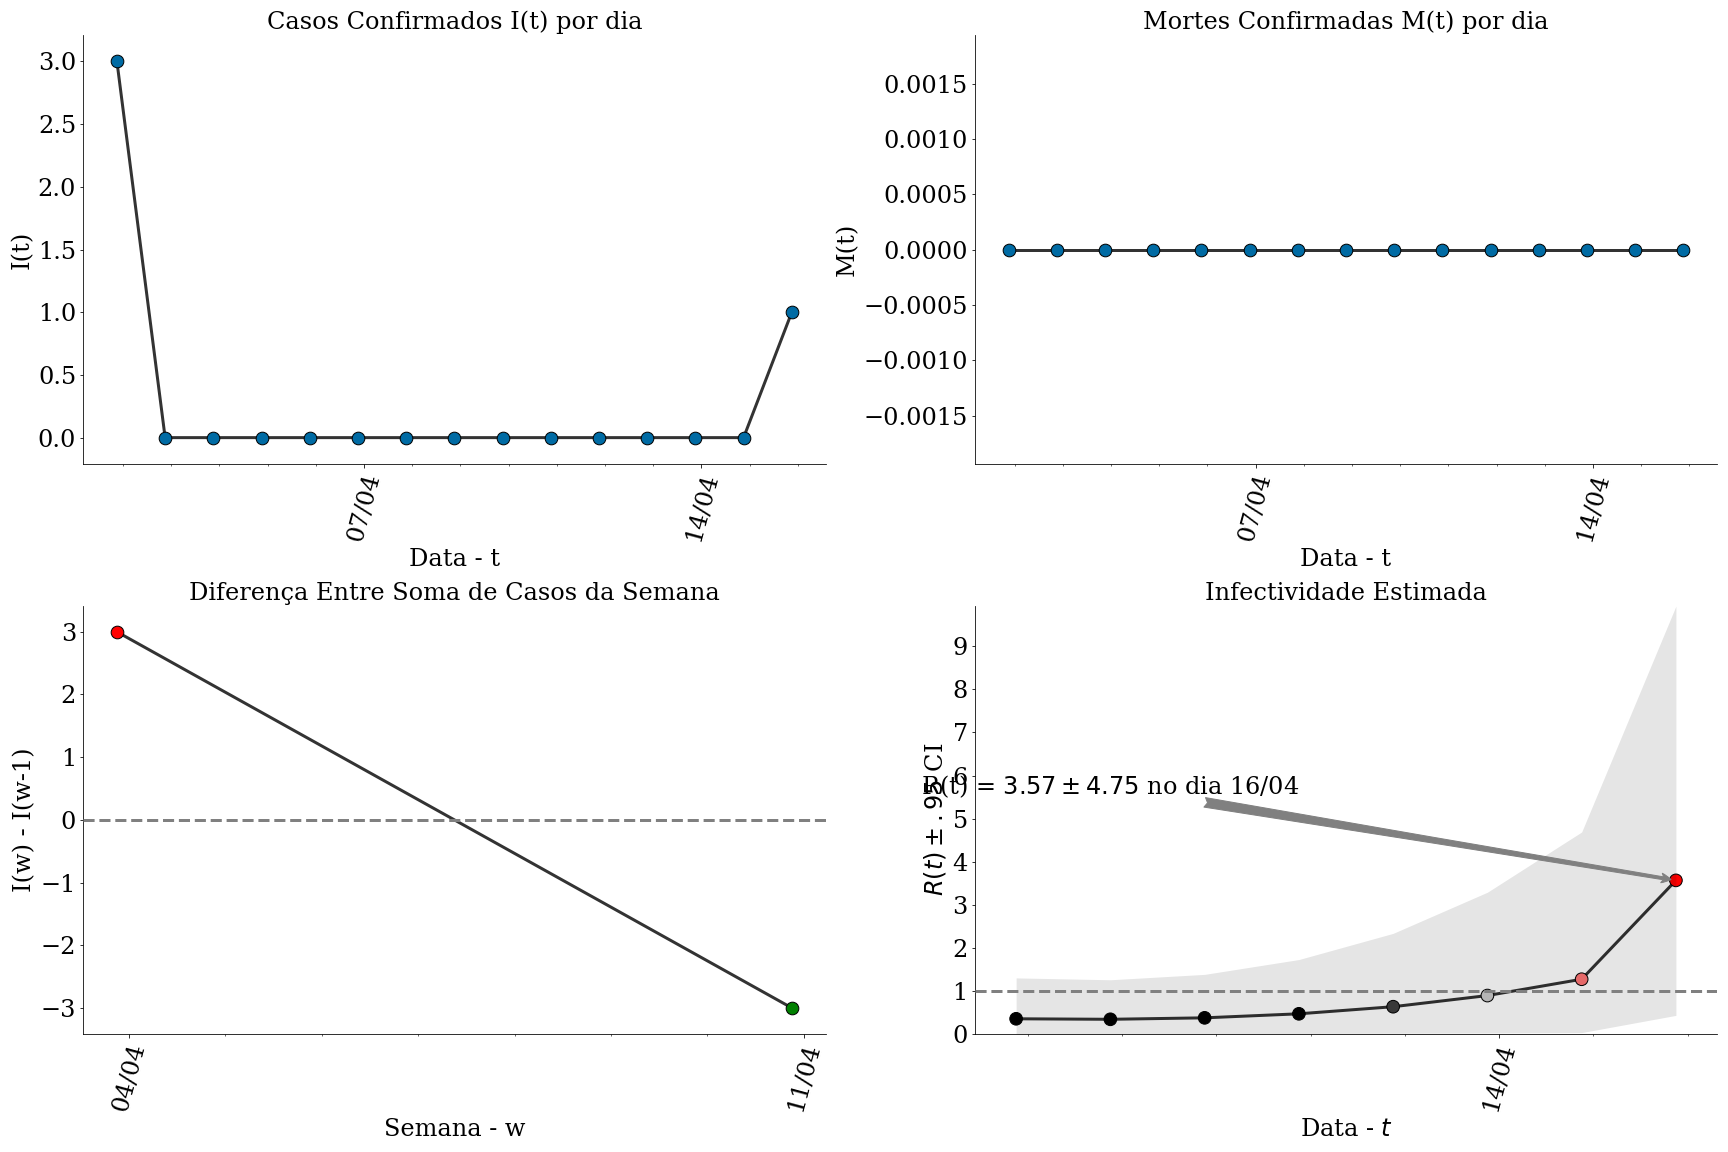 Casos Confirmados I(t) por dia
I(t)
3.0
2.5
2.0
1.5
1.0
0.5
0.0
07/04
14/04
Data - t
Mortes Confirmadas M(t) por dia
M(t)
0.0015
0.0010
0.0005
0.0000
−0.0005
−0.0010
−0.0015
07/04
14/04
Data - t
Diferença Entre Soma de Casos da Semana
I(w) - I(w-1)
3
2
1
0
−1
−2
−3
04/04
11/04
Semana - w
Infectividade Estimada
R(t) ± .95 CI
9
8
7
6
5
4
3
2
1
0
R(t) = 3.57 ± 4.75 no dia 16/04
14/04
Data - t